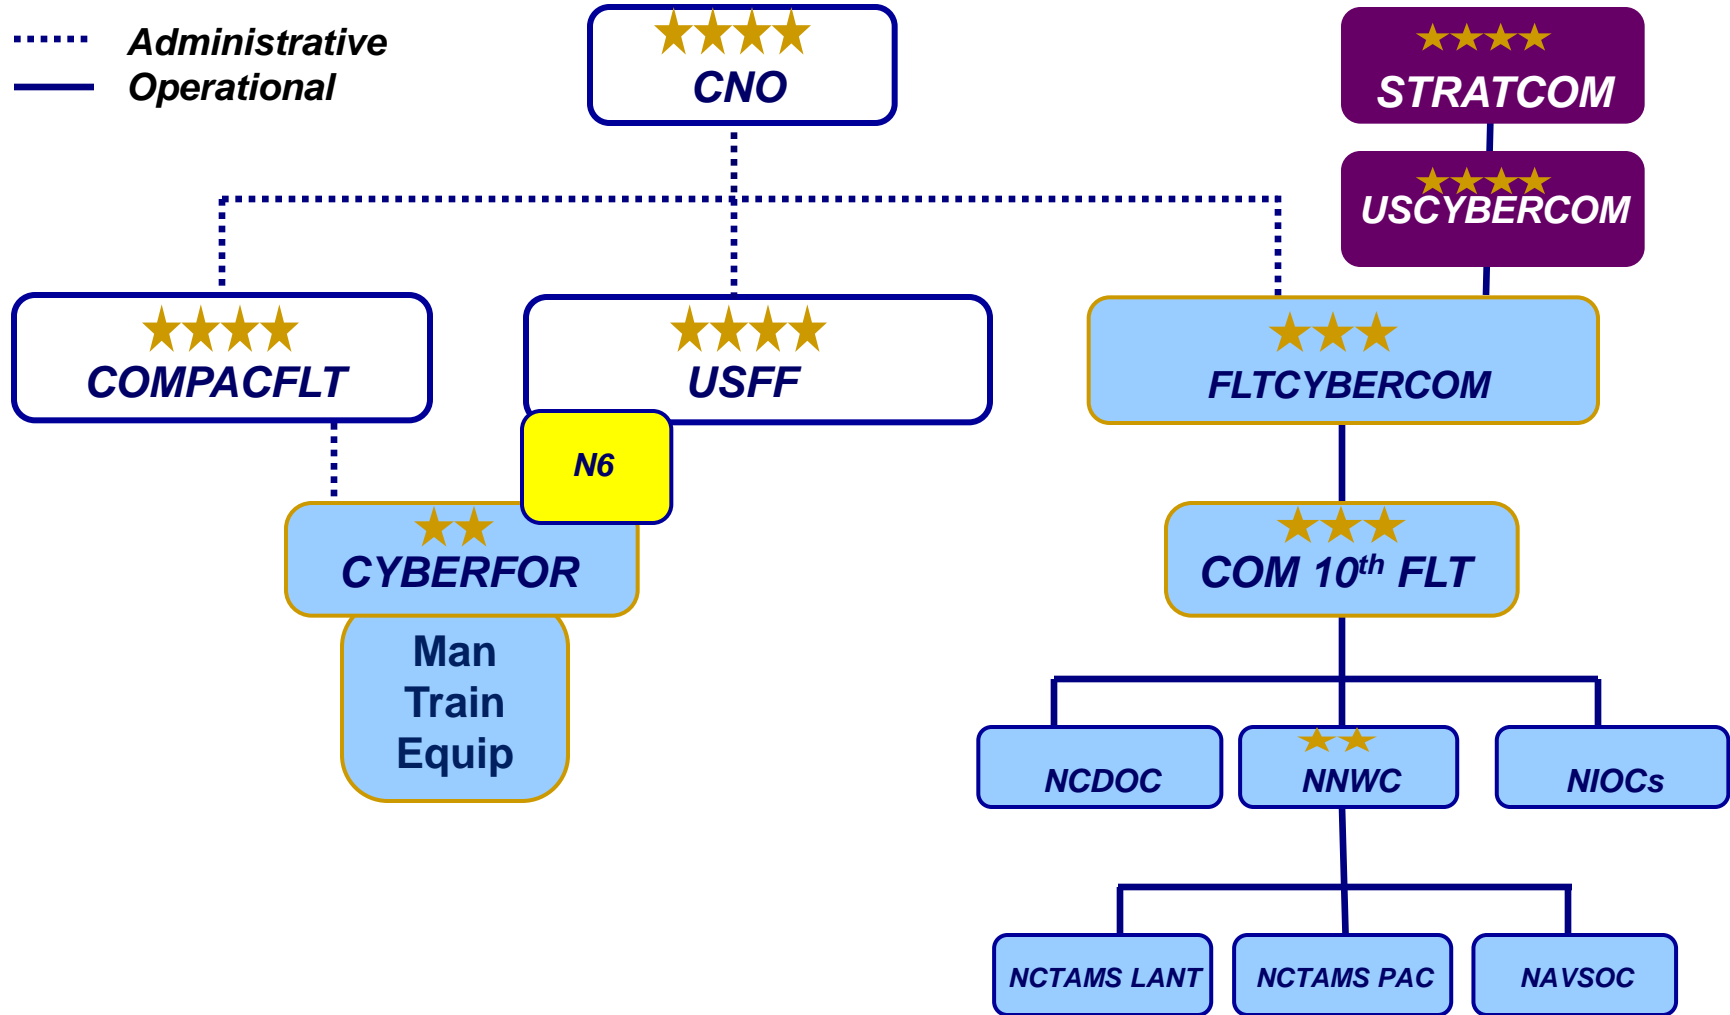 Administrative
Operational
CNO
STRATCOM
USCYBERCOM
COMPACFLT
USFF
FLTCYBERCOM
N6
CYBERFOR
COM 10th FLT
Man
Train
Equip
NCDOC
NNWC
NIOCs
NCTAMS LANT
NCTAMS PAC
NAVSOC